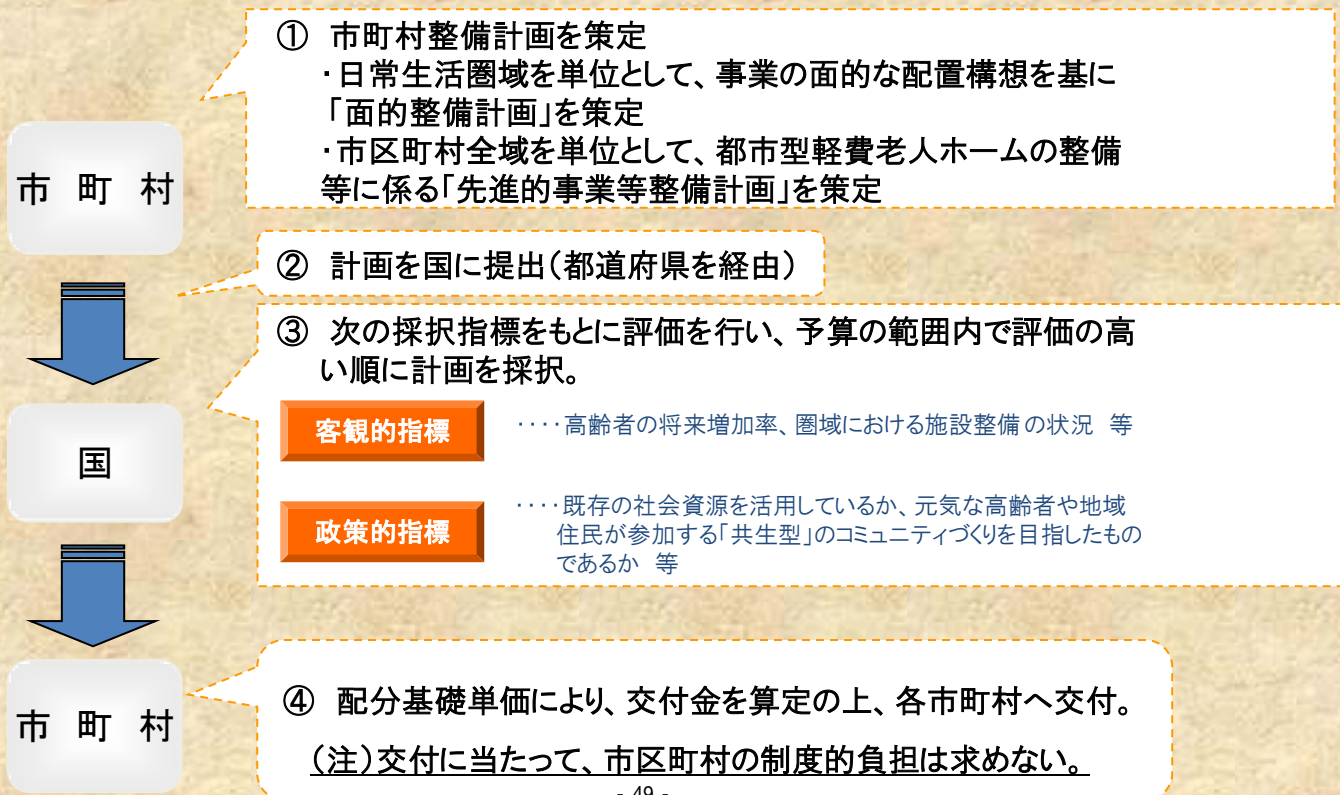 ① 市町村整備計画を策定
・日常生活圏域を単位として、事業の面的な配置構想を基に
「面的整備計画」を策定
・市区町村全域を単位として、都市型軽費老人ホームの整備
等に係る「先進的事業等整備計画」を策定
市 町 村
② 計画を国に提出(都道府県を経由)
③ 次の採択指標をもとに評価を行い、予算の範囲内で評価の高
い順に計画を採択。
客観的指標 ‥‥高齢者の将来増加率、圏域における施設整備の状況 等
国
政策的指標 ‥‥既存の社会資源を活用しているか、元気な高齢者や地域
住民が参加する「共生型」のコミュニティづくりを目指したもの
であるか 等
④ 配分基礎単価により、交付金を算定の上、各市町村へ交付。
市 町 村
(注)交付に当たって、市区町村の制度的負担は求めない。
- 49 -